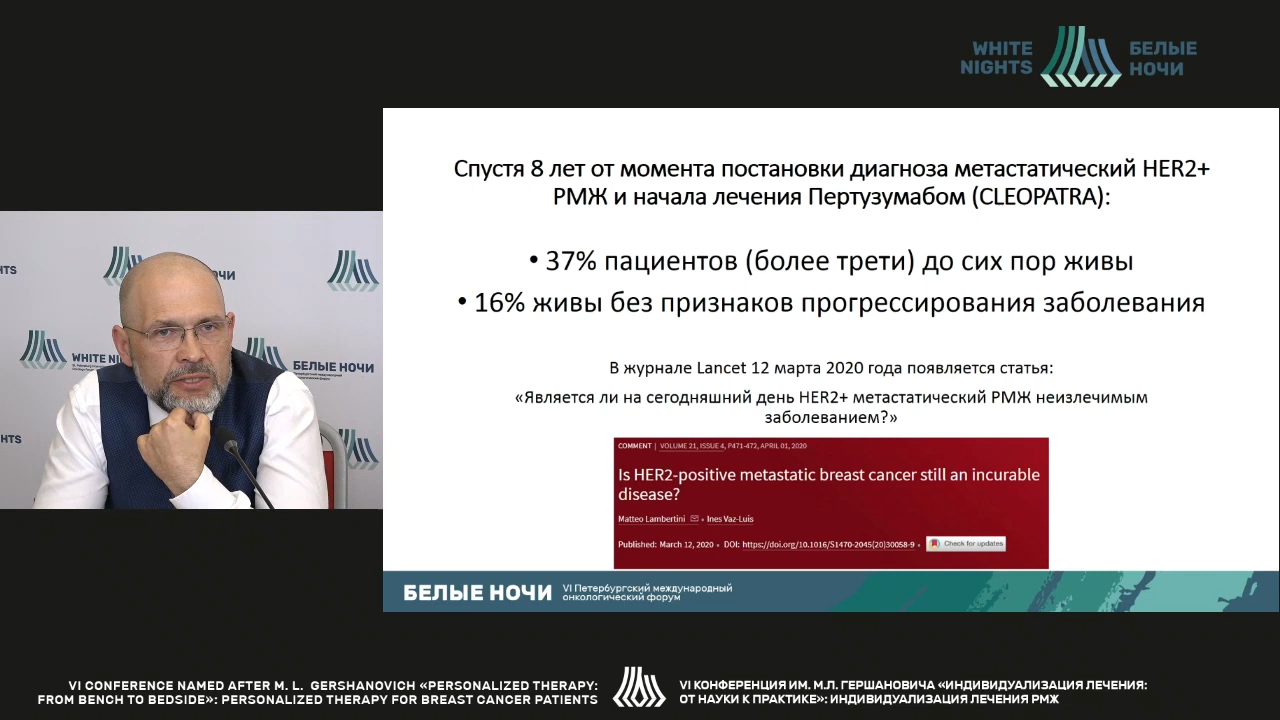 WHITE
NIGHTS
БЕЛЫЕ
НОЧИ
Спустя 8 лет от момента постановки диагноза метастатический HER2+
РМЖ и начала лечения Пертузумабом (CLEOPATRA):
• 37% пациентов (более трети) до сих пор живы
• 16% живы без признаков прогрессирования заболевания
В журнале Lancet 12 марта 2020 года появляется статья:
«Является ли на сегодняшний день HER2+ метастатический РМЖ неизлечимым
заболеванием?»
COMMENT | VOLUME 21, ISSUE 4, P471-472, APRIL 01, 2020
Is HER2-positive metastatic breast cancer still an incurable
disease?
Matteo Lambertini • Ines Vaz-Luis
Published: March 12, 2020 • DOI: https://doi.org/10.1016/S1470-2045(20)30058-9 •
Check for updates
БЕЛЫЕ НОЧИ
VI Петербургский международный
онкологический форум
GHTS
НОЧИ
WHITE NI
БЕЛЫЕ НОЧИ
HTS
VI CONFERENCE NAMED AFTER M. L. GERSHANOVICH «PERSONALIZED THERAPY:
FROM BENCH TO BEDSIDE»: PERSONALIZED THERAPY FOR BREAST CANCER PATIENTS
VI КОНФЕРЕНЦИЯ ИМ. М.Л. ГЕРШАНОВИЧА «ИНДИВИДУАЛИЗАЦИЯ ЛЕЧЕНИЯ:
ОТ НАУКИ К ПРАКТИКЕ»: ИНДИВИДУАЛИЗАЦИЯ ЛЕЧЕНИЯ РМЖ